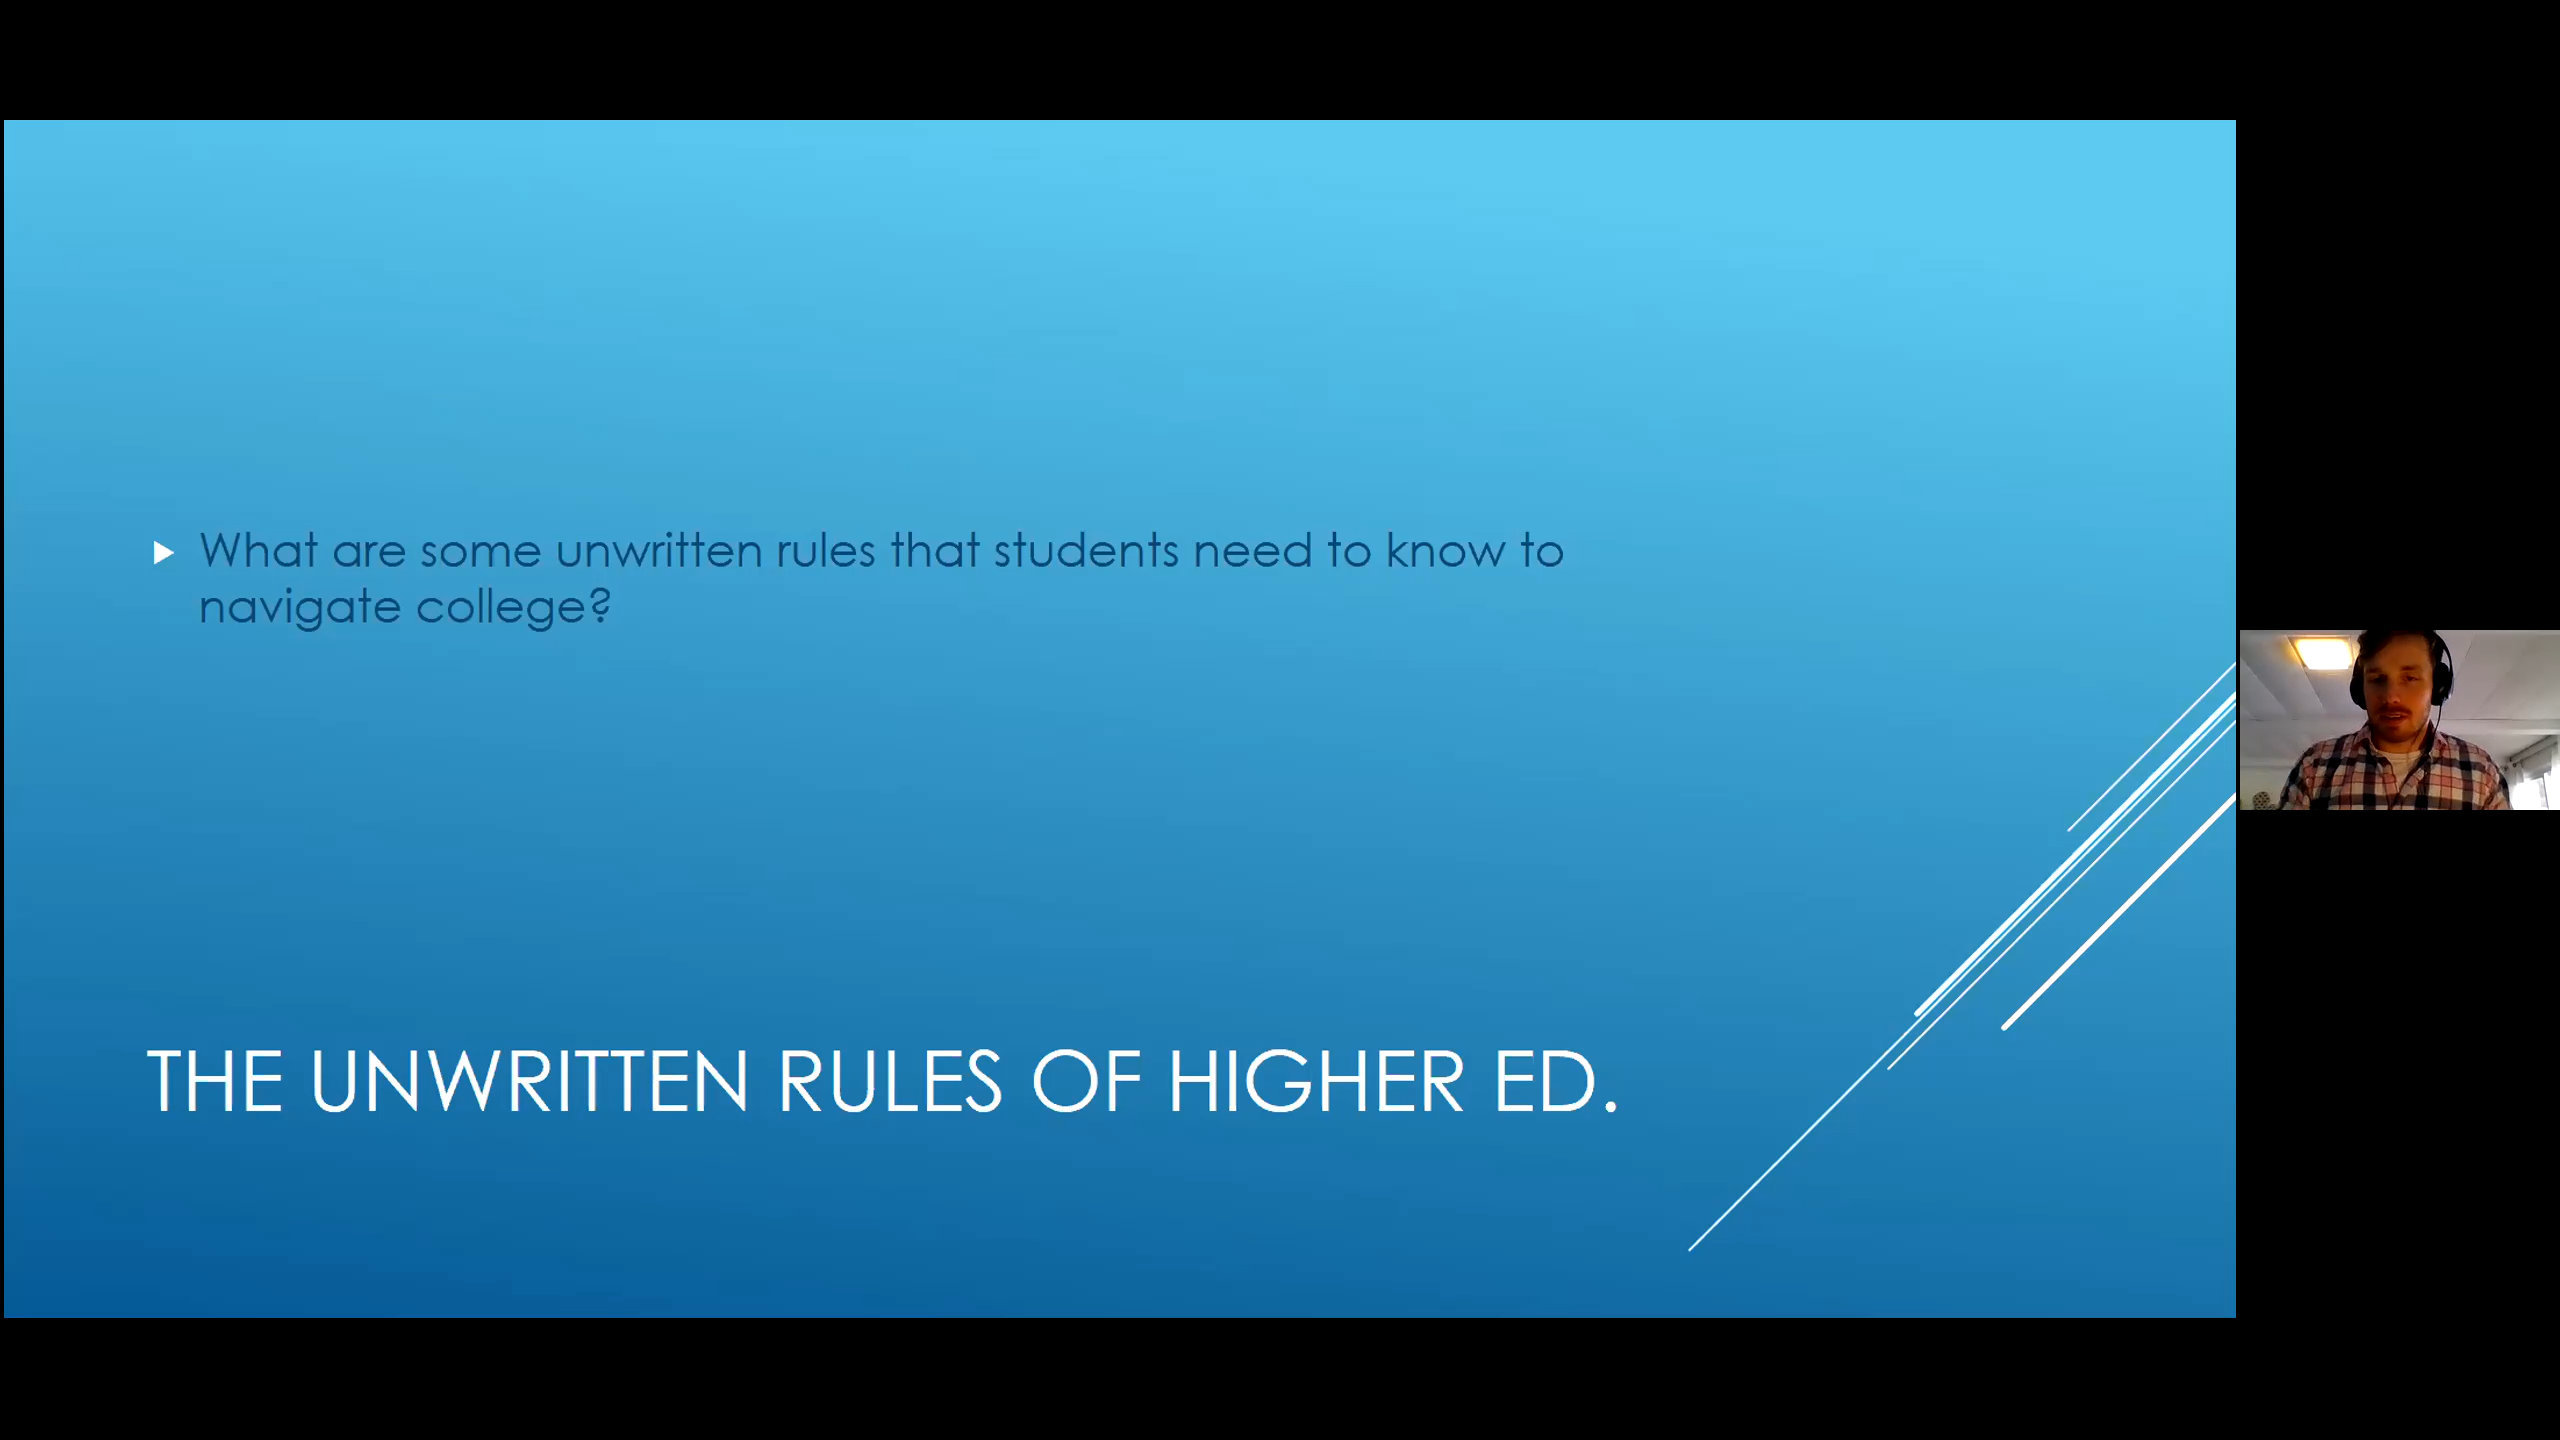 What are some unwritten rules that students need to know to
navigate college?
THE UNWRITTEN RULES OF HIGHER ED.